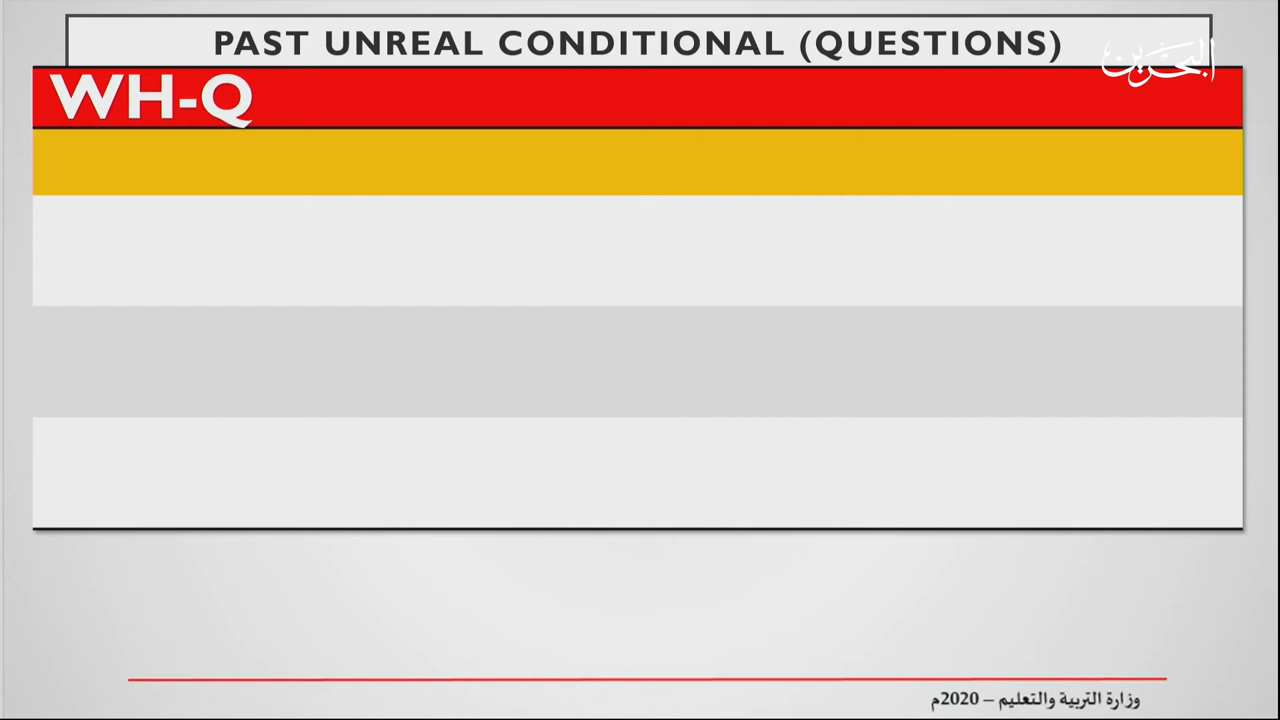 PAST UNREAL CONDITIONAL (QUESTIONS)
البحرين
WH-Q
وزارة التربية والتعليم – 2020م